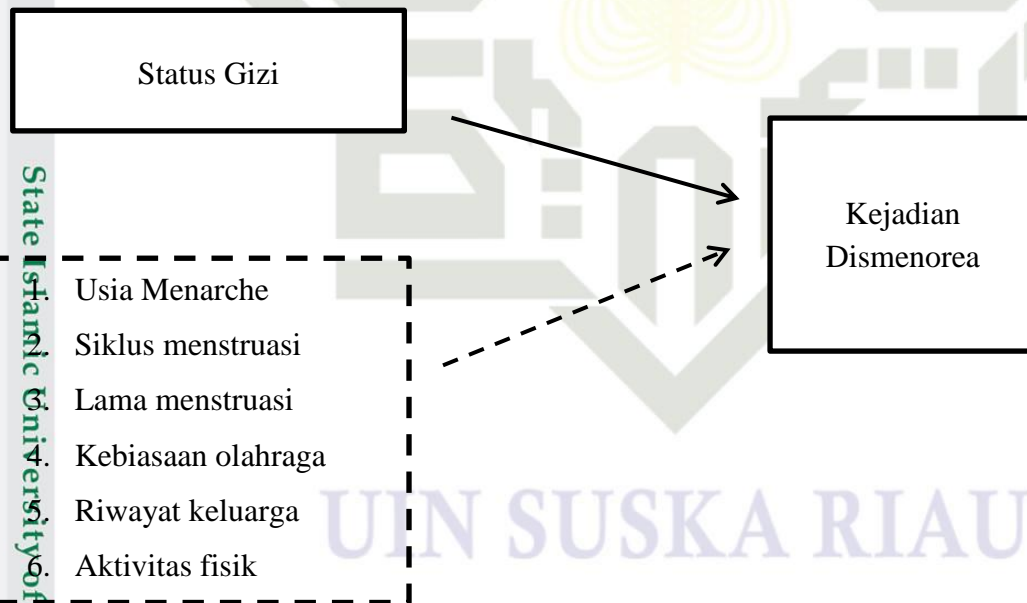 Status Gizi
Kejadian
Dismenorea
1. Usia Menarche
2. Siklus menstruasi
3. Lama menstruasi
4. Kebiasaan olahraga
5. Riwayat keluarga
6. Aktivitas fisik
State Islamic University of
UIN SUSKA RIAU